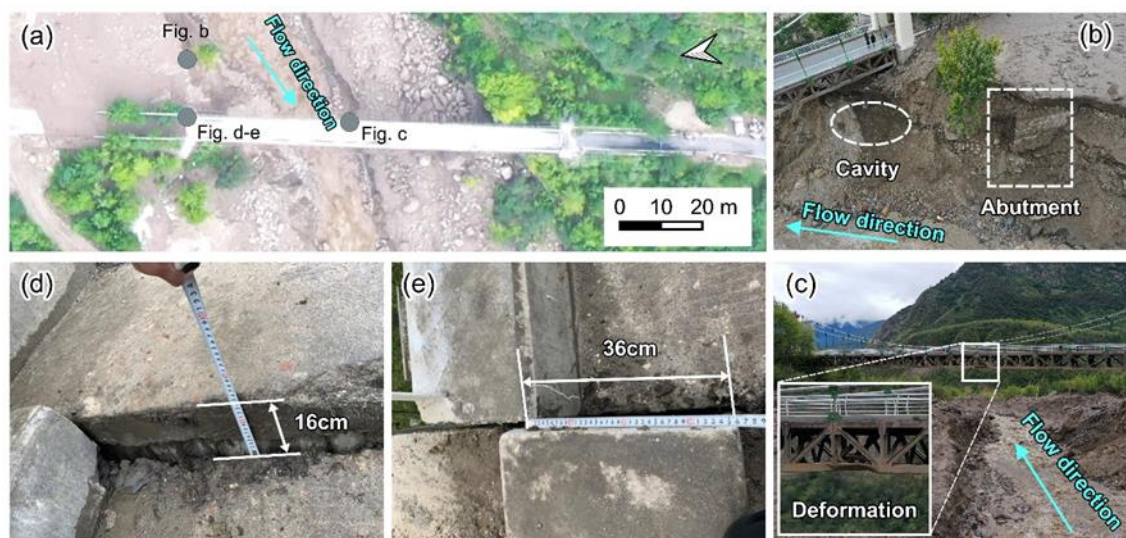 (a)
Fig. b
Flow direction
Fig. d-e
Fig. c
0 10 20 m
(b)
Cavity
Abutment
Flow direction
(d)
16cm
(e)
36cm
(c)
Deformation
Flow direction